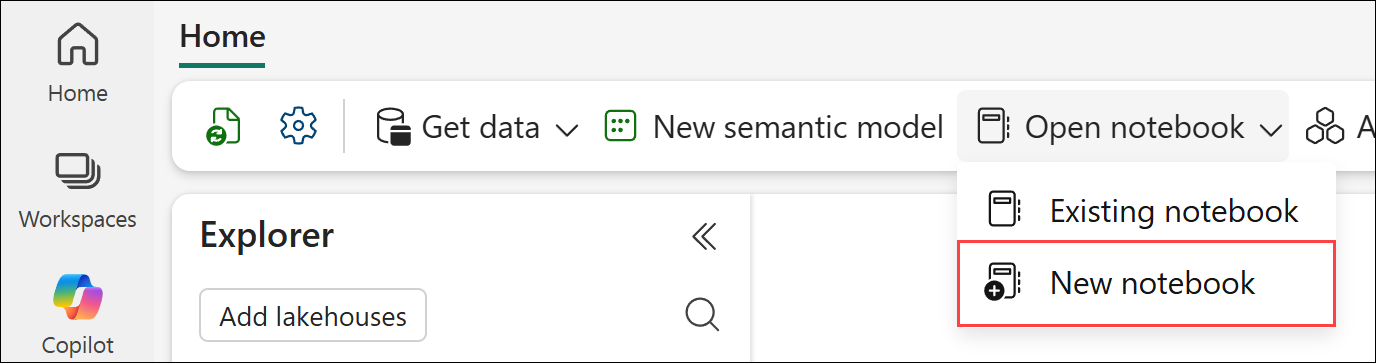 Home
Home
Get data
New semantic model
Open notebook
A
Workspaces
Explorer
Existing notebook
New notebook
Add lakehouses
Copilot